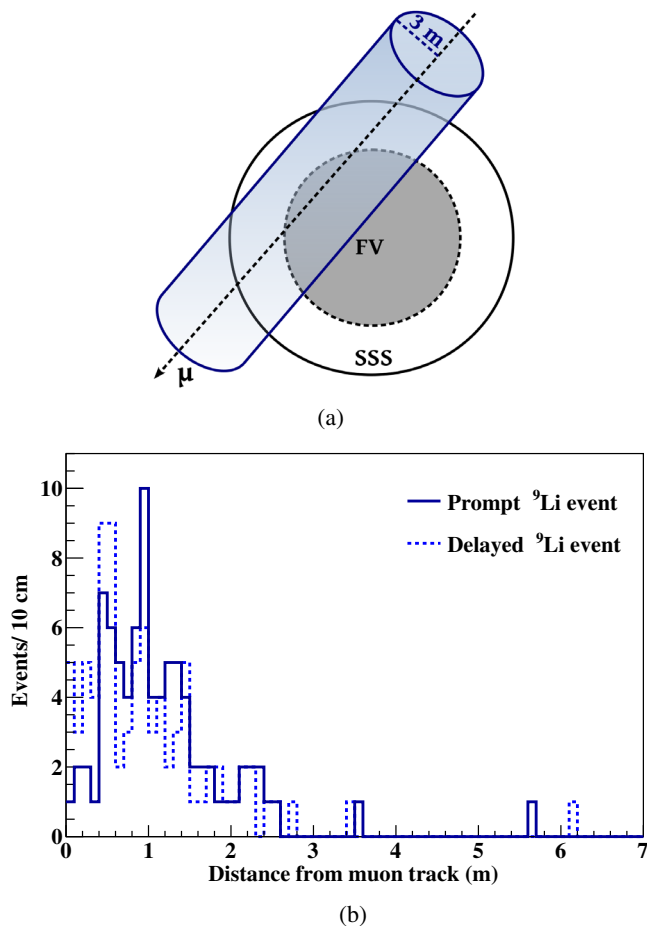 3 m
FV
SSS
μ
(a)
Events/ 10 cm
10
8
6
4
2
0
Prompt ⁹Li event
Delayed ⁹Li event
0 1 2 3 4 5 6 7
Distance from muon track (m)
(b)